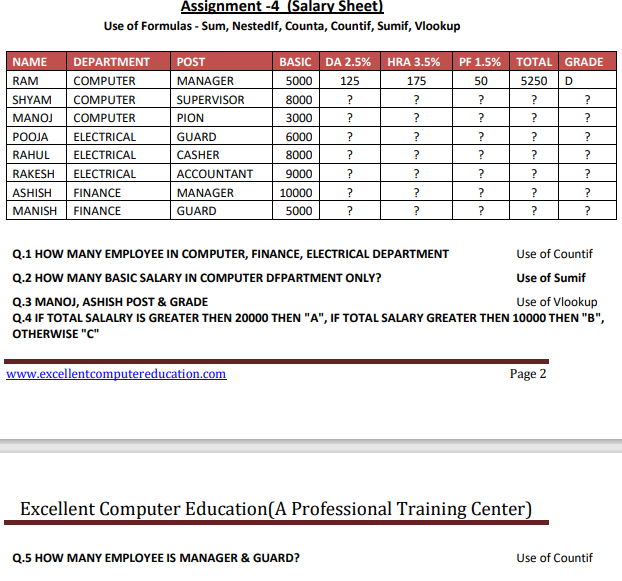 Assignment -4 (Salary Sheet)
Use of Formulas - Sum, NestedIf, Counta, Countif, Sumif, Vlookup
NAME DEPARTMENT POST BASIC DA 2.5% HRA 3.5% PF 1.5% TOTAL GRADE
RAM COMPUTER MANAGER 5000 125 175 50 5250 D
SHYAM COMPUTER SUPERVISOR 8000 ? ? ? ? ?
MANOJ COMPUTER PION 3000 ? ? ? ? ?
POOJA ELECTRICAL GUARD 6000 ? ? ? ? ?
RAHUL ELECTRICAL CASHER 8000 ? ? ? ? ?
RAKESH ELECTRICAL ACCOUNTANT 9000 ? ? ? ? ?
ASHISH FINANCE MANAGER 10000 ? ? ? ? ?
MANISH FINANCE GUARD 5000 ? ? ? ? ?
Q.1 HOW MANY EMPLOYEE IN COMPUTER, FINANCE, ELECTRICAL DEPARTMENT Use of Countif
Q.2 HOW MANY BASIC SALARY IN COMPUTER DFPARTMENT ONLY? Use of Sumif
Q.3 MANOJ, ASHISH POST & GRADE Use of Vlookup
Q.4 IF TOTAL SALALRY IS GREATER THEN 20000 THEN "A", IF TOTAL SALARY GREATER THEN 10000 THEN "B",
OTHERWISE "C"
www.excellentcomputereducation.com Page 2
Excellent Computer Education(A Professional Training Center)
Q.5 HOW MANY EMPLOYEE IS MANAGER & GUARD? Use of Countif